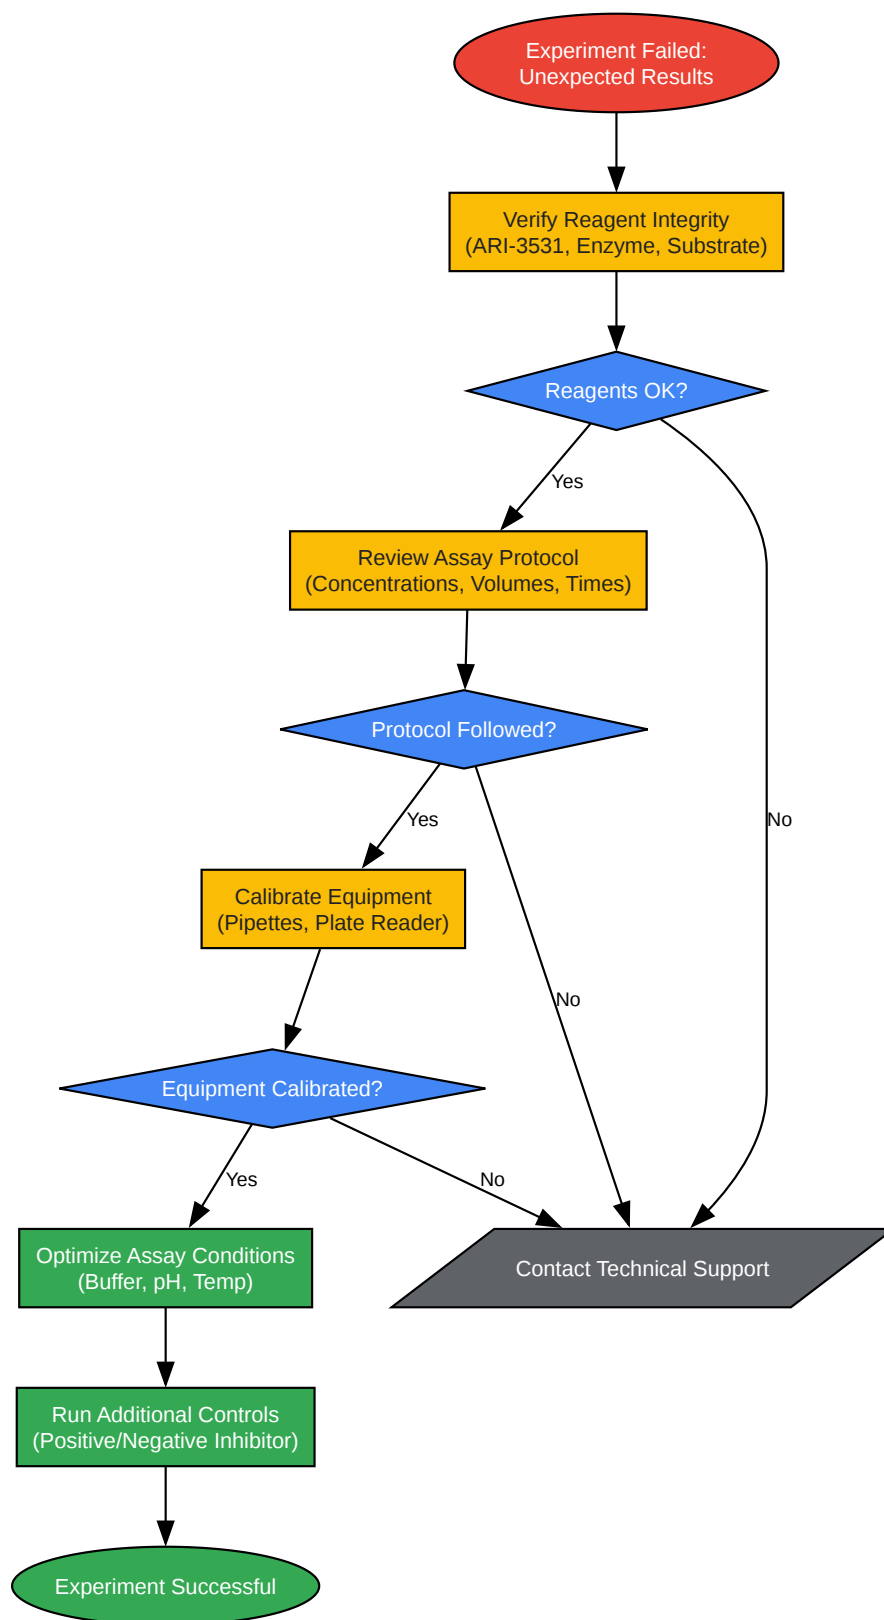 Experiment Failed:
Unexpected Results
Verify Reagent Integrity
(ARI-3531, Enzyme, Substrate)
Reagents OK?
Yes
Review Assay Protocol
(Concentrations, Volumes, Times)
Protocol Followed?
Yes
No
Calibrate Equipment
(Pipettes, Plate Reader)
No
Equipment Calibrated?
Yes
No
Optimize Assay Conditions
(Buffer, pH, Temp)
Contact Technical Support
Run Additional Controls
(Positive/Negative Inhibitor)
Experiment Successful